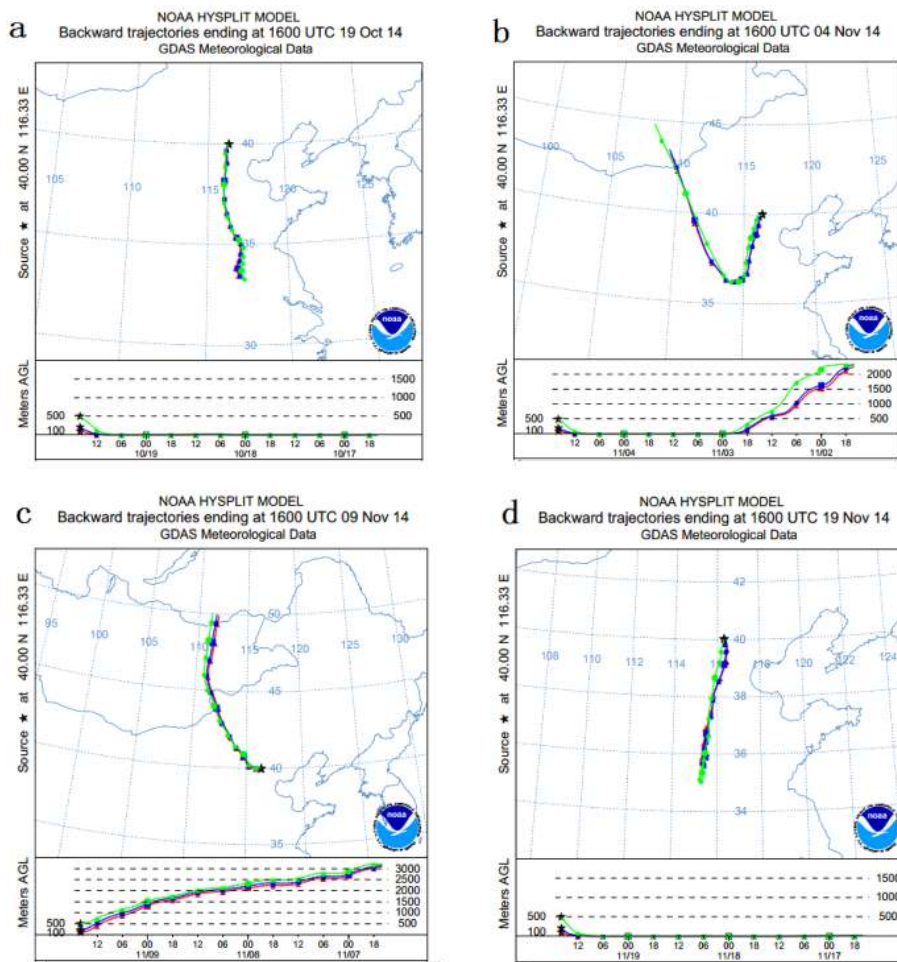 a
NOAA HYSPLIT MODEL
Backward trajectories ending at 1600 UTC 19 Oct 14
GDAS Meteorological Data
Source ★ at 40.00 N 116.33 E
105
110
115
40
120
125
35
30
noaa
Meters AGL
1500
1000
500
500
100
12 06 00 18 12 06 00 18 12 06 00 18
10/19 10/18 10/17
b
NOAA HYSPLIT MODEL
Backward trajectories ending at 1600 UTC 04 Nov 14
GDAS Meteorological Data
Source ★ at 40.00 N 116.33 E
100
105
110
45
115
120
40
35
noaa
Meters AGL
2000
1500
1000
500
500
100
12 06 00 18 12 06 00 18 12 06 00 18
11/04 11/03 11/02
c
NOAA HYSPLIT MODEL
Backward trajectories ending at 1600 UTC 09 Nov 14
GDAS Meteorological Data
Source ★ at 40.00 N 116.33 E
95
100
105
110
50
115
120
125
130
45
40
35
noaa
Meters AGL
3000
2500
2000
1500
1000
500
500
100
12 06 00 18 12 06 00 18 12 06 00 18
11/09 11/08 11/07
d
NOAA HYSPLIT MODEL
Backward trajectories ending at 1600 UTC 19 Nov 14
GDAS Meteorological Data
Source ★ at 40.00 N 116.33 E
42
108
110
112
114
116
40
118
120
122
124
38
36
34
noaa
Meters AGL
1500
1000
500
500
100
12 06 00 18 12 06 00 18 12 06 00 18
11/19 11/18 11/17